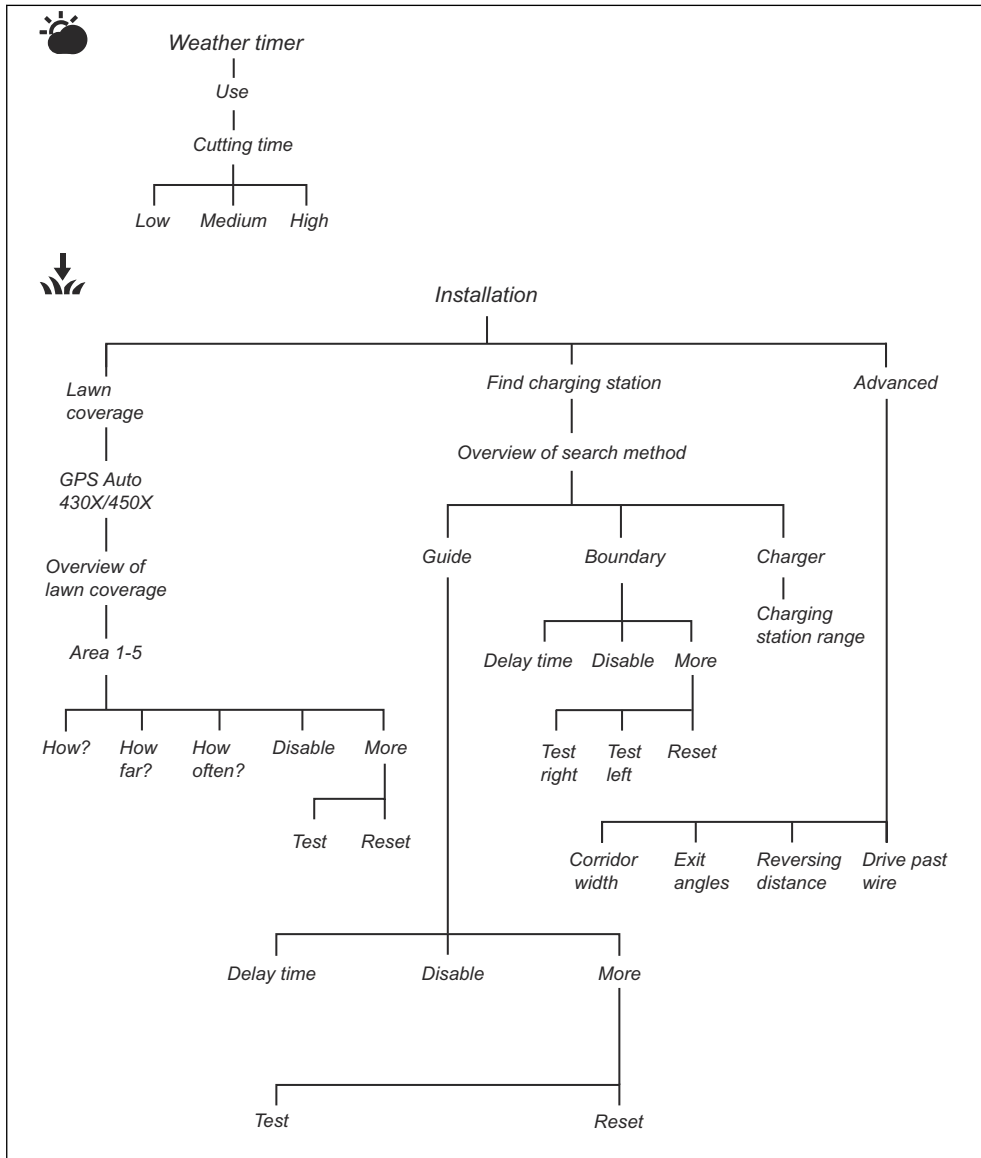 Weather timer
Use
Cutting time
Low Medium High
Installation
Lawn
coverage
Find charging station
Advanced
GPS Auto
430X/450X
Overview of search method
Overview of
lawn coverage
Guide
Boundary
Charger
Charging
station range
Area 1-5
Delay time Disable More
How?
How
far?
How
often?
Disable
More
Test
right
Test
left
Reset
Test Reset
Corridor
width
Exit
angles
Reversing
distance
Drive past
wire
Delay time Disable More
Test Reset